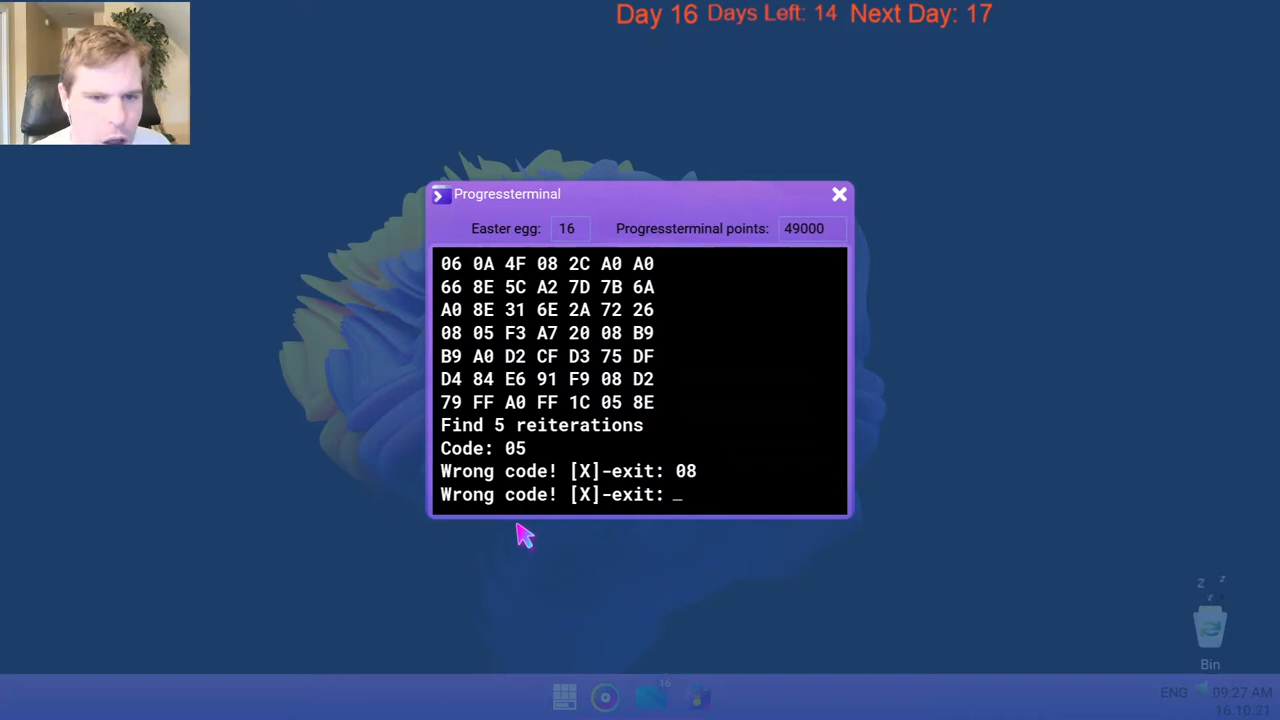 Day 16 Days Left: 14 Next Day: 17
Progressterminal
Easter egg: 16 Progressterminal points: 49000
06 0A 4F 08 2C A0 A0
66 8E 5C A2 7D 7B 6A
A0 8E 31 6E 2A 72 26
08 05 F3 A7 20 08 B9
B9 A0 D2 CF D3 75 DF
D4 84 E6 91 F9 08 D2
79 FF A0 FF 1C 05 8E
Find 5 reiterations
Code: 05
Wrong code! [X]-exit: 08
Wrong code! [X]-exit: _
z z z
Bin
16
ENG 09:27 AM
16.10.21